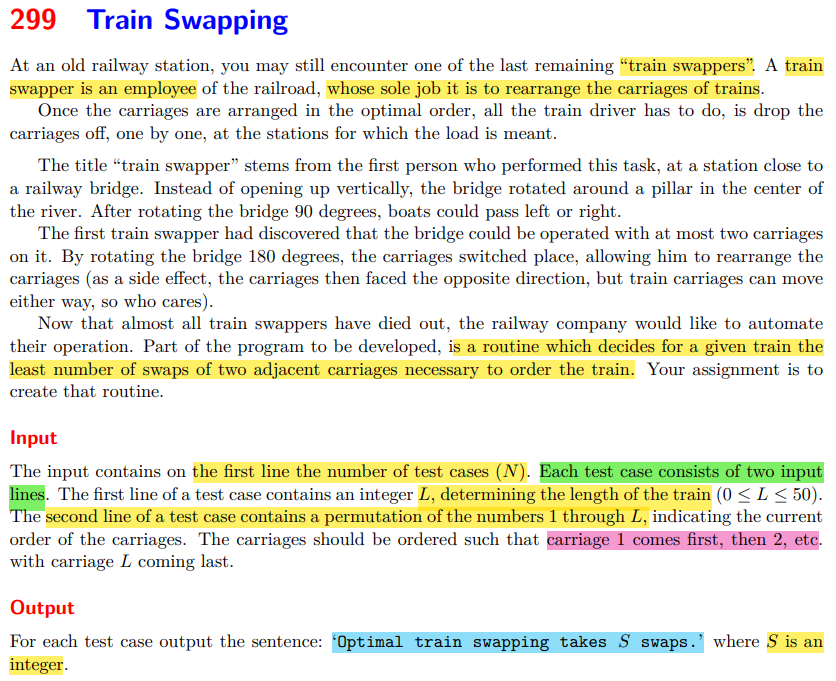 299 Train Swapping
At an old railway station, you may still encounter one of the last remaining “train swappers”. A train
swapper is an employee of the railroad, whose sole job it is to rearrange the carriages of trains.
Once the carriages are arranged in the optimal order, all the train driver has to do, is drop the
carriages off, one by one, at the stations for which the load is meant.
The title “train swapper” stems from the first person who performed this task, at a station close to
a railway bridge. Instead of opening up vertically, the bridge rotated around a pillar in the center of
the river. After rotating the bridge 90 degrees, boats could pass left or right.
The first train swapper had discovered that the bridge could be operated with at most two carriages
on it. By rotating the bridge 180 degrees, the carriages switched place, allowing him to rearrange the
carriages (as a side effect, the carriages then faced the opposite direction, but train carriages can move
either way, so who cares).
Now that almost all train swappers have died out, the railway company would like to automate
their operation. Part of the program to be developed, is a routine which decides for a given train the
least number of swaps of two adjacent carriages necessary to order the train. Your assignment is to
create that routine.
Input
The input contains on the first line the number of test cases (N). Each test case consists of two input
lines. The first line of a test case contains an integer L, determining the length of the train (0 ≤ L ≤ 50).
The second line of a test case contains a permutation of the numbers 1 through L, indicating the current
order of the carriages. The carriages should be ordered such that carriage 1 comes first, then 2, etc.
with carriage L coming last.
Output
For each test case output the sentence: ‘Optimal train swapping takes S swaps.’ where S is an
integer.